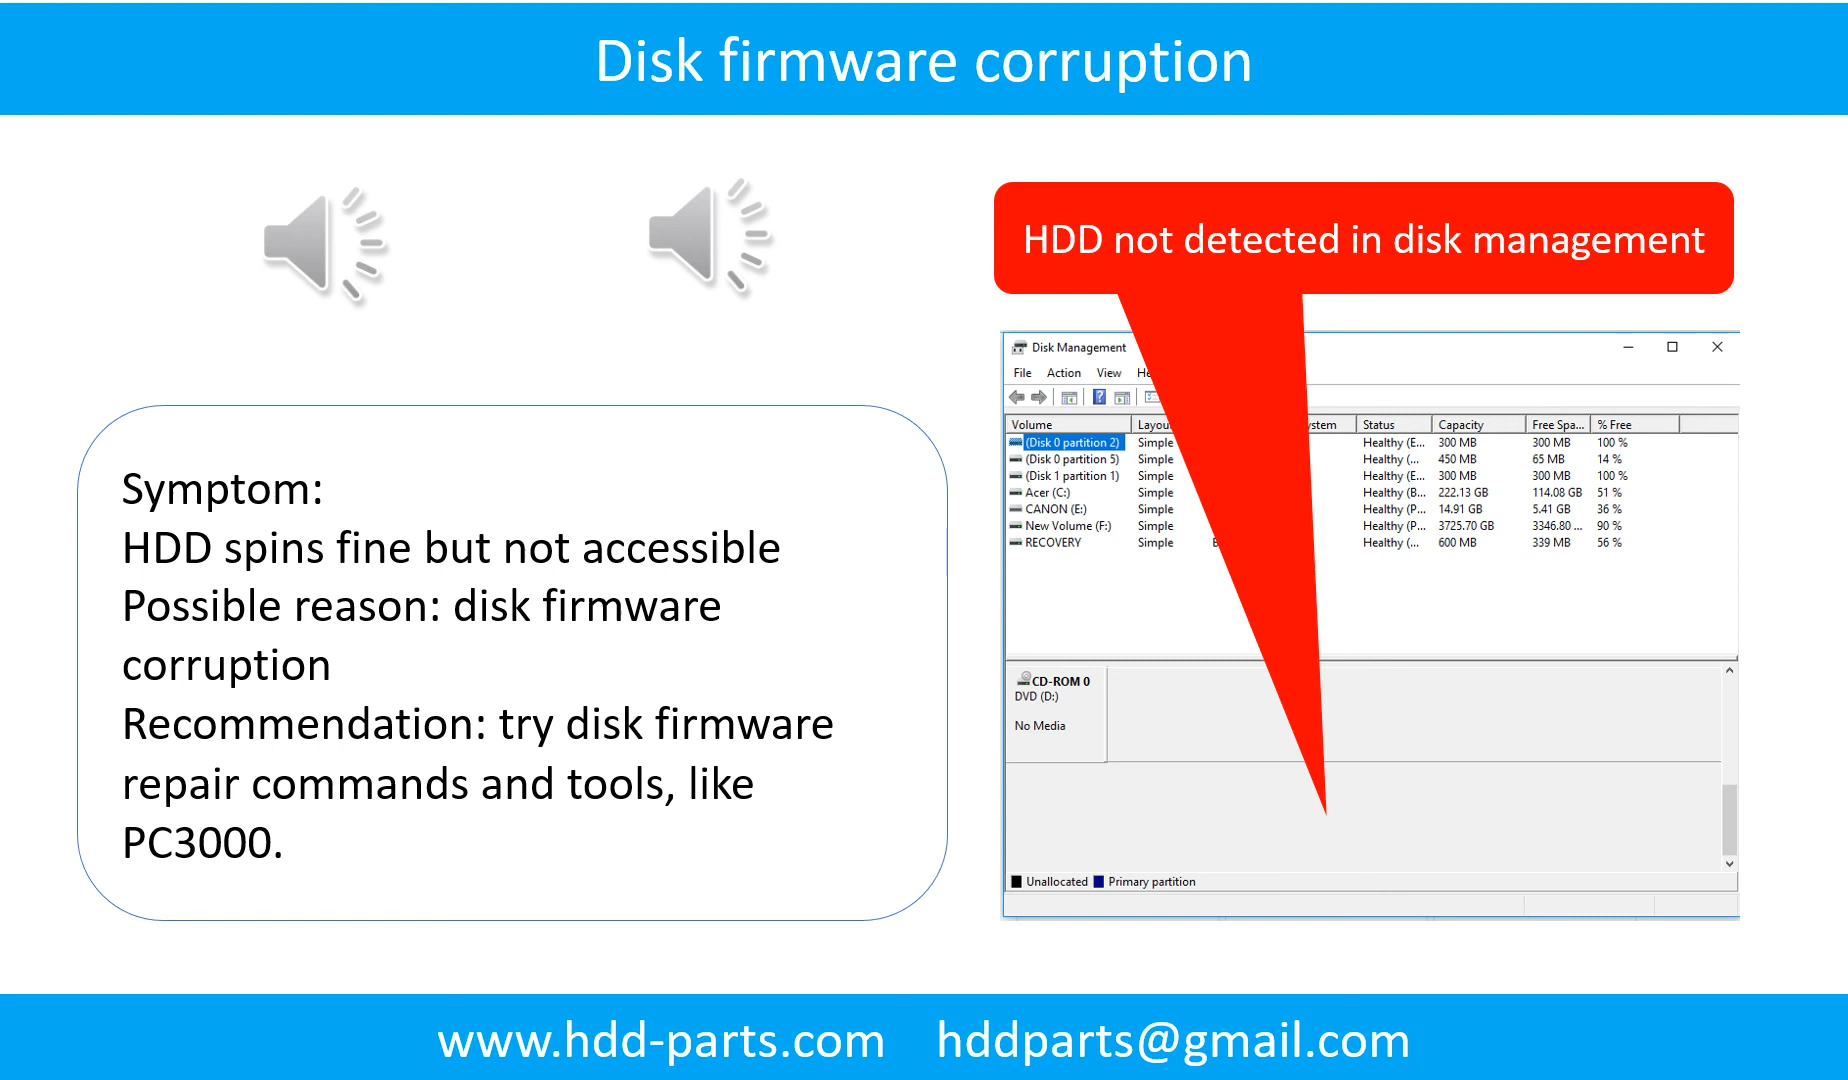 Disk firmware corruption
HDD not detected in disk management
Symptom:
HDD spins fine but not accessible
Possible reason: disk firmware
corruption
Recommendation: try disk firmware
repair commands and tools, like
PC3000.
Disk Management
File Action View
Volume Status Capacity Free Spa... % Free
(Disk 0 partition 2) Simple Healthy (E... 300 MB 300 MB 100 %
(Disk 0 partition 5) Simple Healthy (... 450 MB 65 MB 14 %
(Disk 1 partition 1) Simple Healthy (E... 300 MB 300 MB 100 %
Acer (C:) Simple Healthy (B... 222.13 GB 114.08 GB 51 %
CANON (E:) Simple Healthy (P... 14.91 GB 5.41 GB 36 %
New Volume (F:) Simple Healthy (P... 3725.70 GB 3346.80 ... 90 %
RECOVERY Simple Healthy (... 600 MB 339 MB 56 %
CD-ROM 0
DVD (D:)
No Media
Unallocated Primary partition
www.hdd-parts.com hddparts@gmail.com